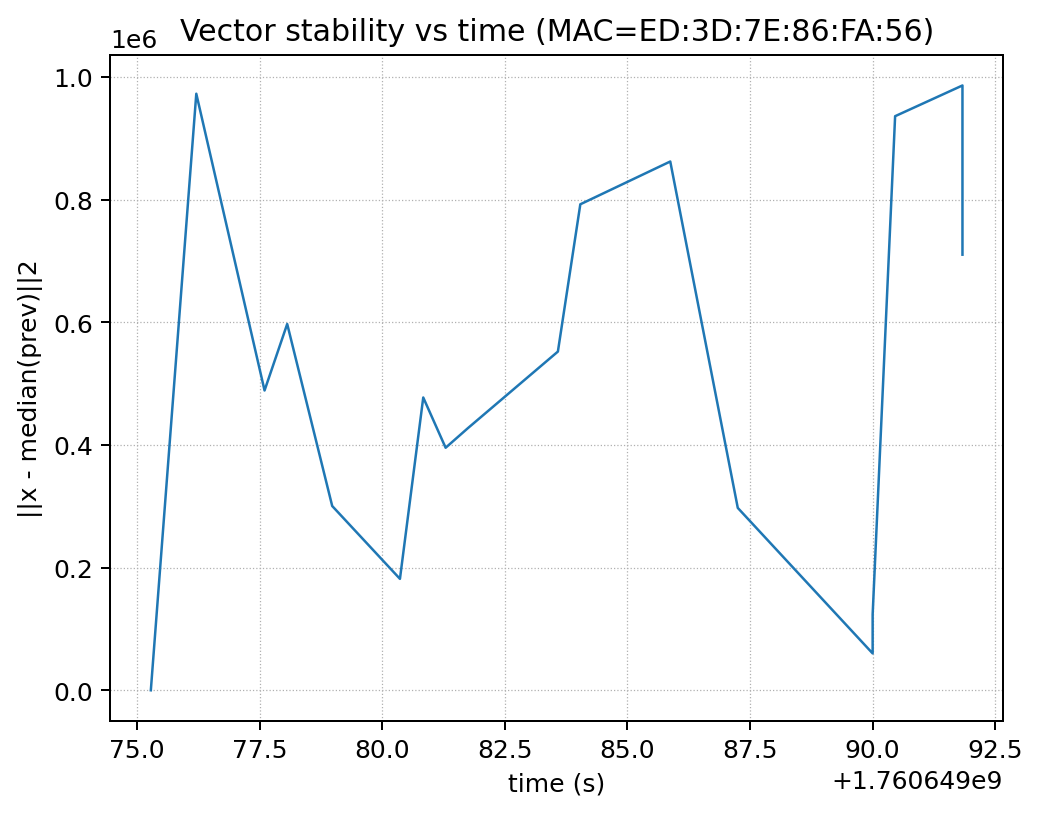 Vector stability vs time (MAC=ED:3D:7E:86:FA:56)
1e6
1.0
0.8
0.6
0.4
0.2
0.0
||x - median(prev)||2
75.0 77.5 80.0 82.5 85.0 87.5 90.0 92.5
time (s)
+1.760649e9